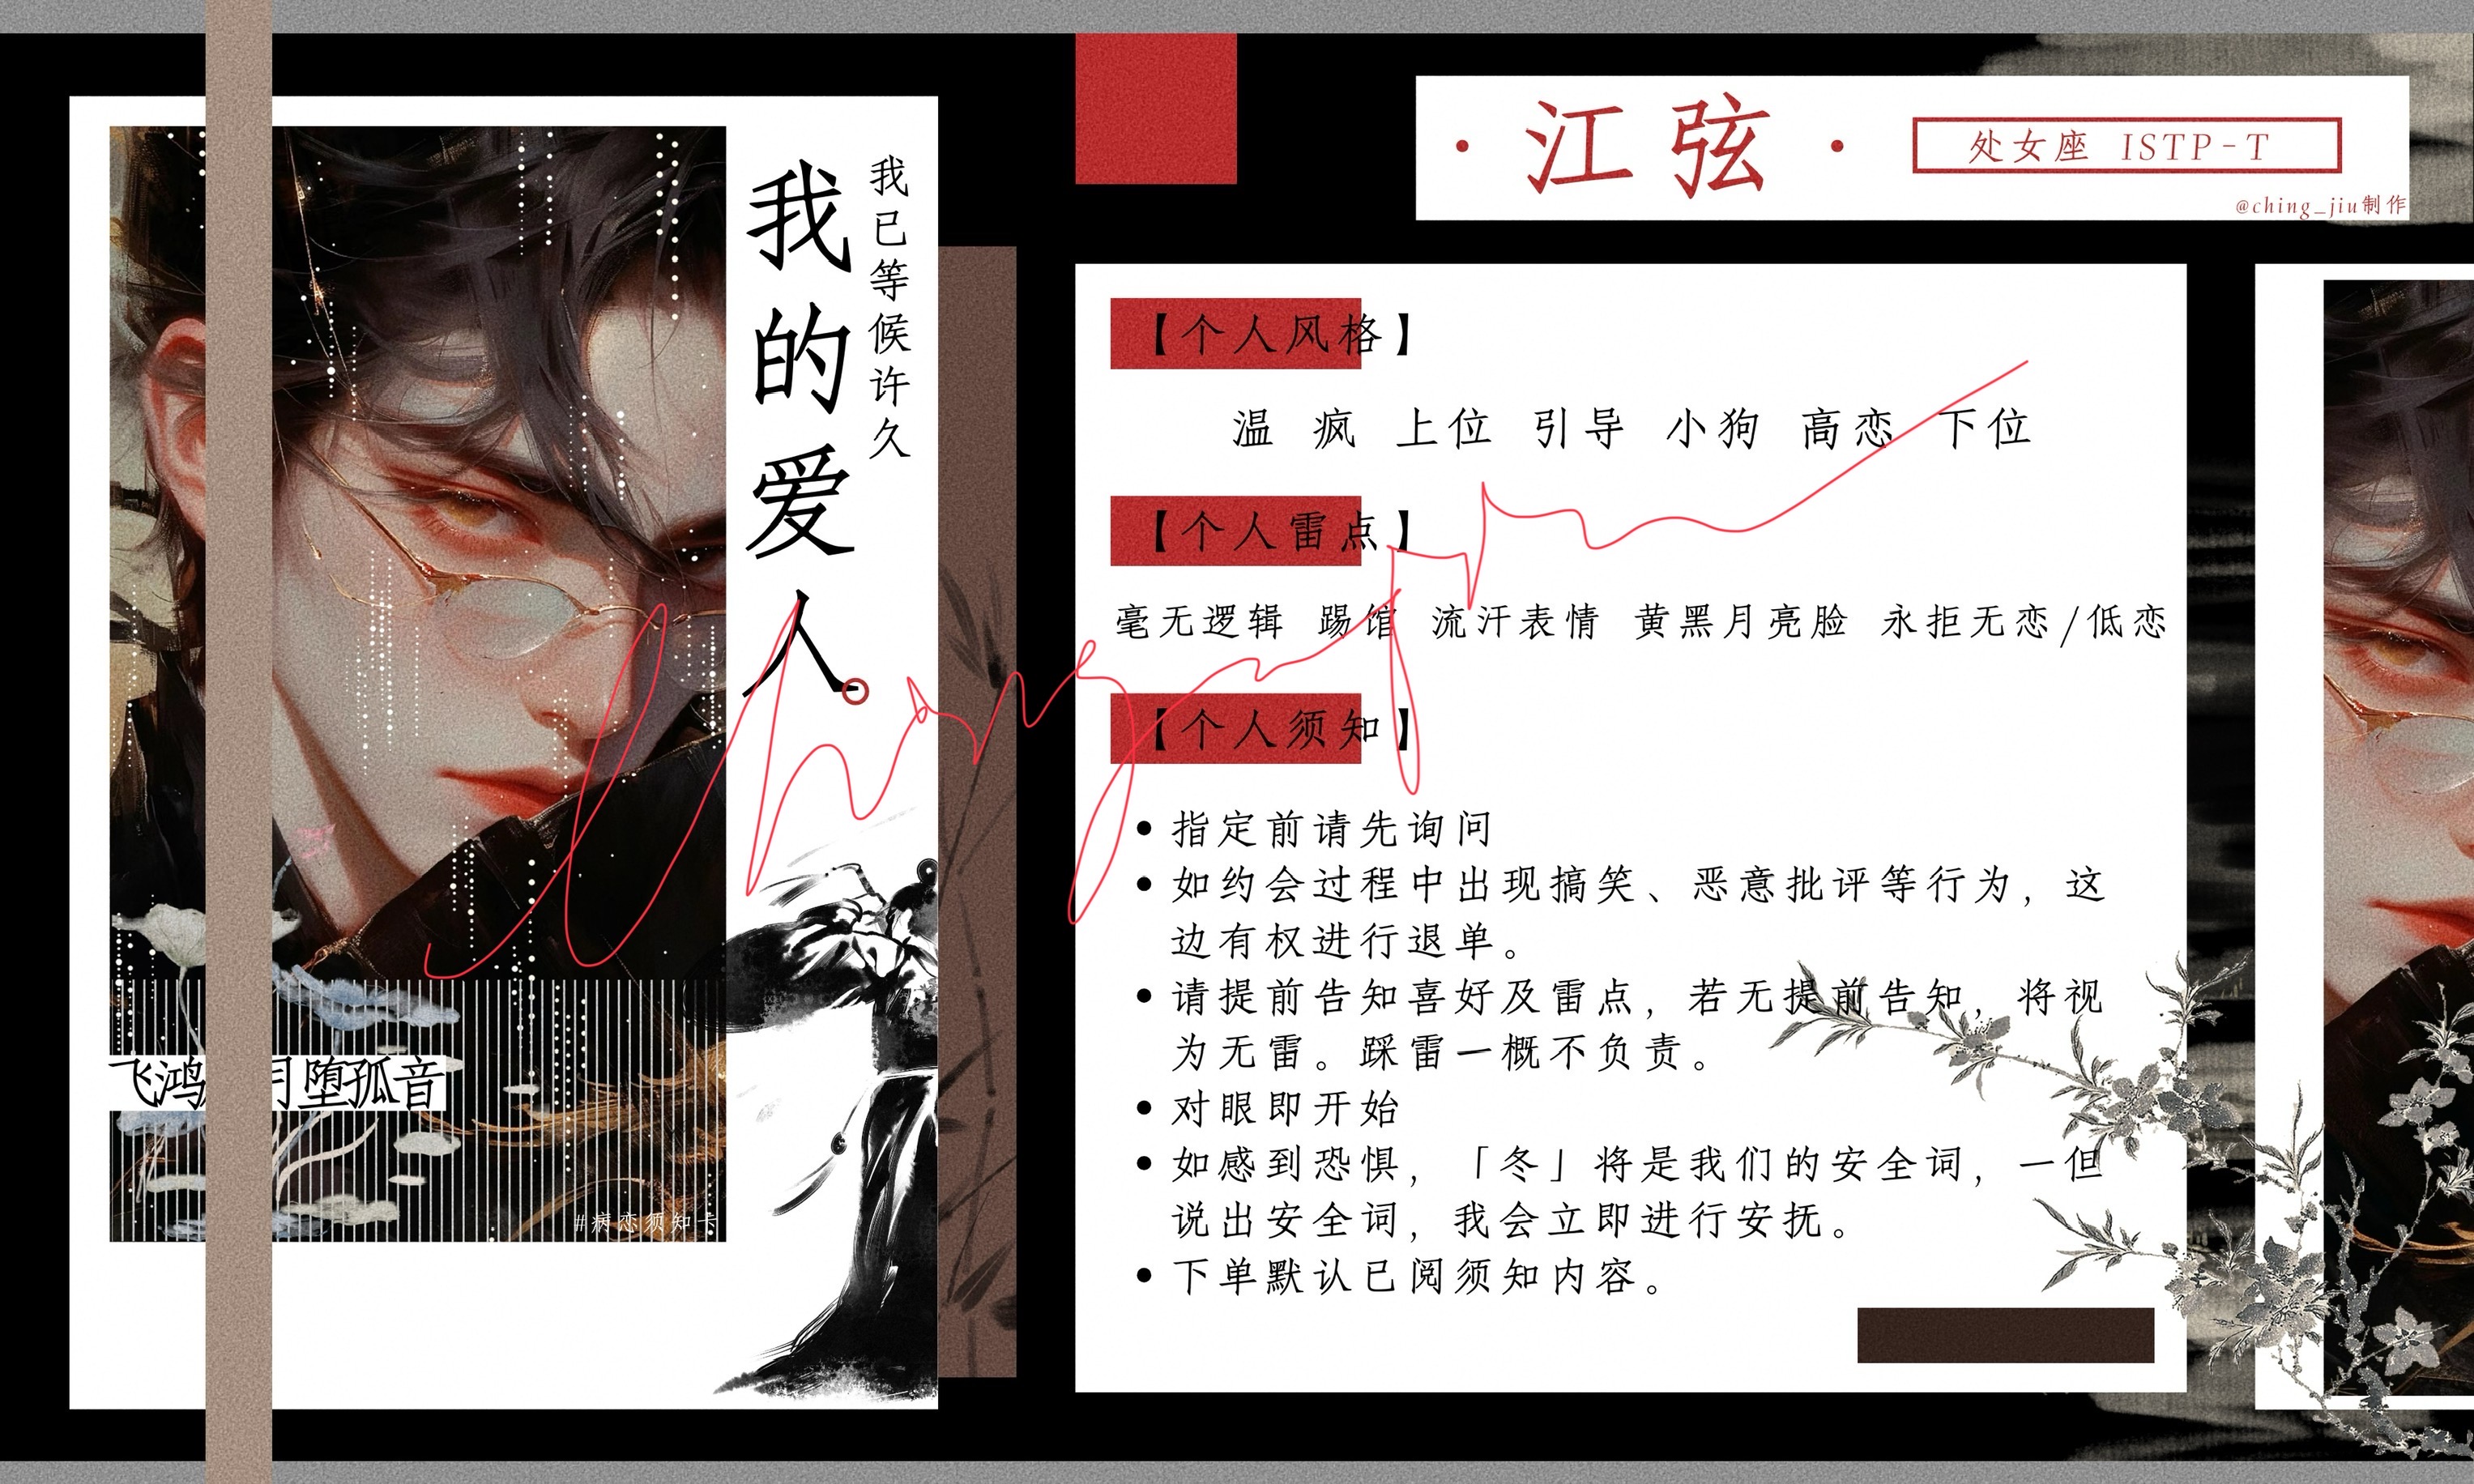 我已等候许久
我的爱人。
飞鸿 月堕孤音
#病恋须知卡
·江弦·
处女座 ISTP-T
@ching_jiu制作
【个人风格】
温 疯 上位 引导 小狗 高恋 下位
【个人雷点】
毫无逻辑 踢馆 流汗表情 黄黑月亮脸 永拒无恋/低恋
【个人须知】
• 指定前请先询问
• 如约会过程中出现搞笑、恶意批评等行为，这
边有权进行退单。
• 请提前告知喜好及雷点，若无提前告知，将视
为无雷。踩雷一概不负责。
• 对眼即开始
• 如感到恐惧，「冬」将是我们的安全词，一但
说出安全词，我会立即进行安抚。
• 下单默认已阅须知内容。